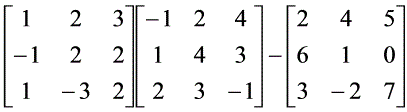 [1 2 3] [-1 2 4] - [2 4 5]
[-1 2 2] [1 4 3] [6 1 0]
[1 -3 2] [2 3 -1] [3 -2 7]